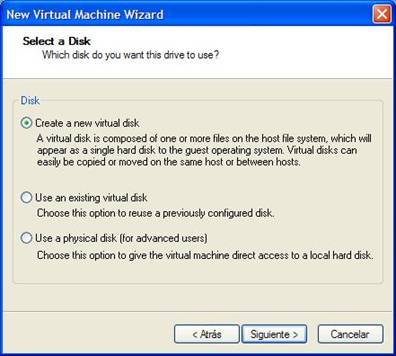 New Virtual Machine Wizard
Select a Disk
Which disk do you want this drive to use?
Disk
Create a new virtual disk
A virtual disk is composed of one or more files on the host file system, which will
appear as a single hard disk to the guest operating system. Virtual disks can
easily be copied or moved on the same host or between hosts.
Use an existing virtual disk
Choose this option to reuse a previously configured disk.
Use a physical disk (for advanced users)
Choose this option to give the virtual machine direct access to a local hard disk.
< Atrás Siguiente > Cancelar